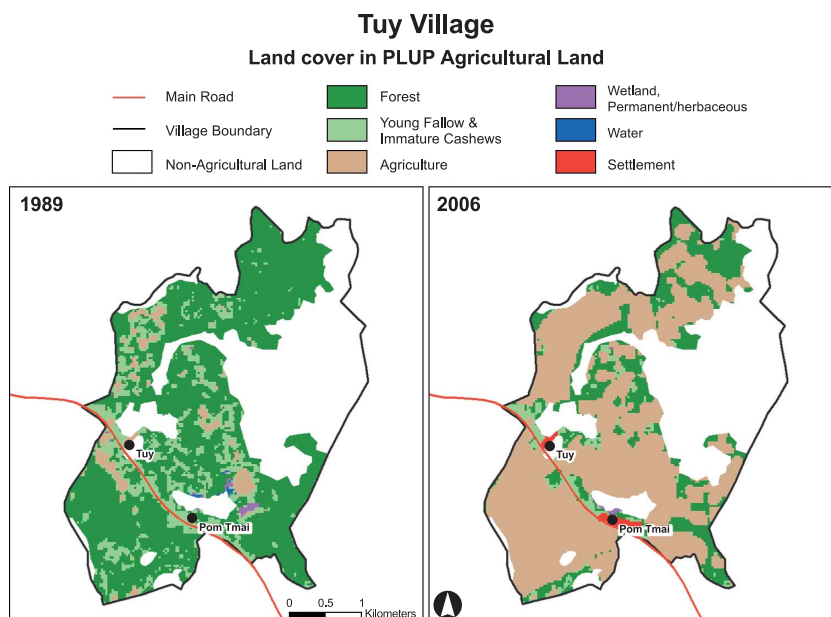 Tuy Village
Land cover in PLUP Agricultural Land
Main Road
Village Boundary
Non-Agricultural Land
Forest
Young Fallow &
Immature Cashews
Agriculture
Wetland,
Permanent/herbaceous
Water
Settlement
1989
Tuy
Pom Tmai
0 0.5 1
Kilometers
2006
Tuy
Pom Tmai